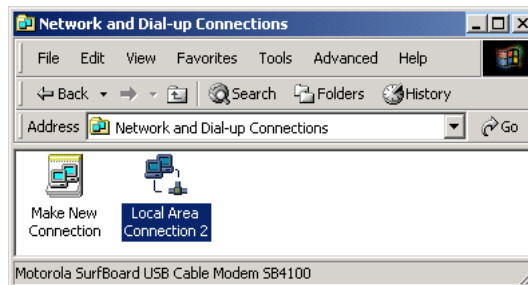 Network and Dial-up Connections
File Edit View Favorites Tools Advanced Help
Back Search Folders History
Address Network and Dial-up Connections Go
Make New Connection
Local Area Connection 2
Motorola SurfBoard USB Cable Modem SB4100